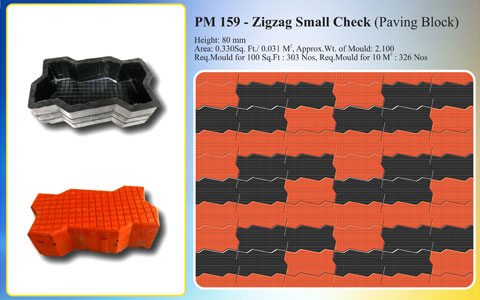 PM 159 - Zigzag Small Check (Paving Block)
Height: 80 mm
Area: 0.330Sq. Ft./ 0.031 M², Approx.Wt. of Mould: 2.100
Req.Mould for 100 Sq.Ft : 303 Nos, Req.Mould for 10 M² : 326 Nos